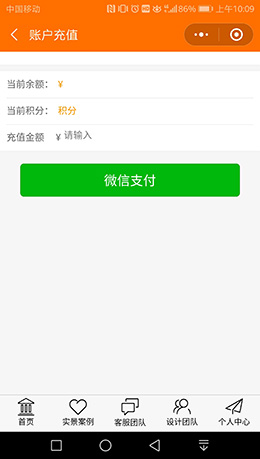 中国移动 86% 上午10:09
账户充值
当前余额: ¥
当前积分: 积分
充值金额 ¥ 请输入
微信支付
首页 实景案例 客服团队 设计团队 个人中心